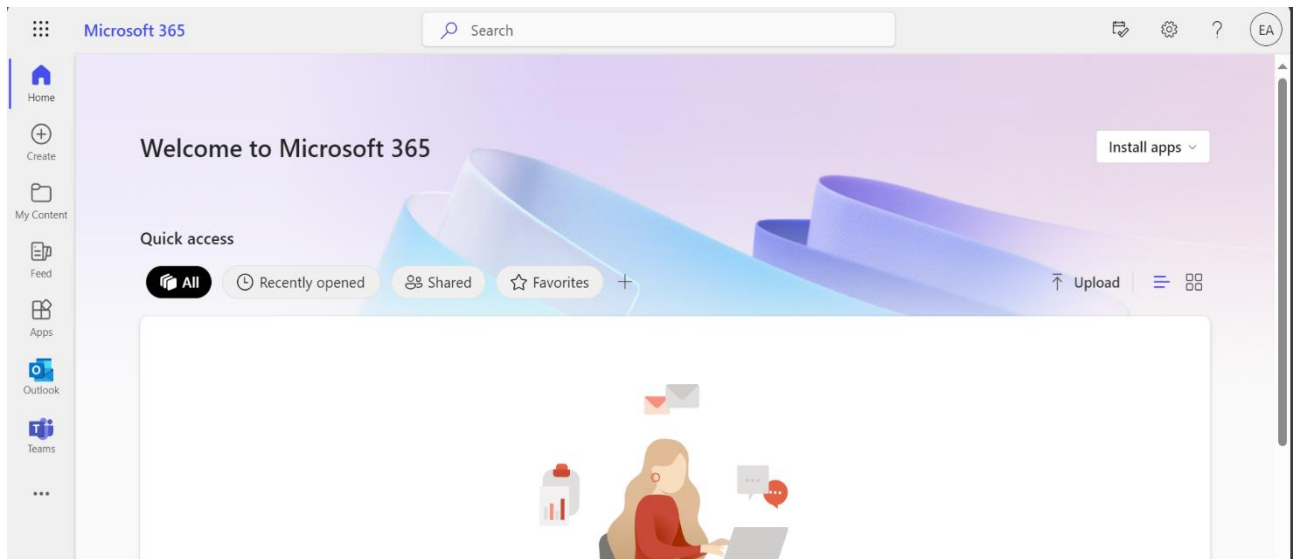 Microsoft 365
Search
EA
Home
Create
My Content
Feed
Apps
Outlook
Teams
Welcome to Microsoft 365
Install apps
Quick access
All
Recently opened
Shared
Favorites
Upload